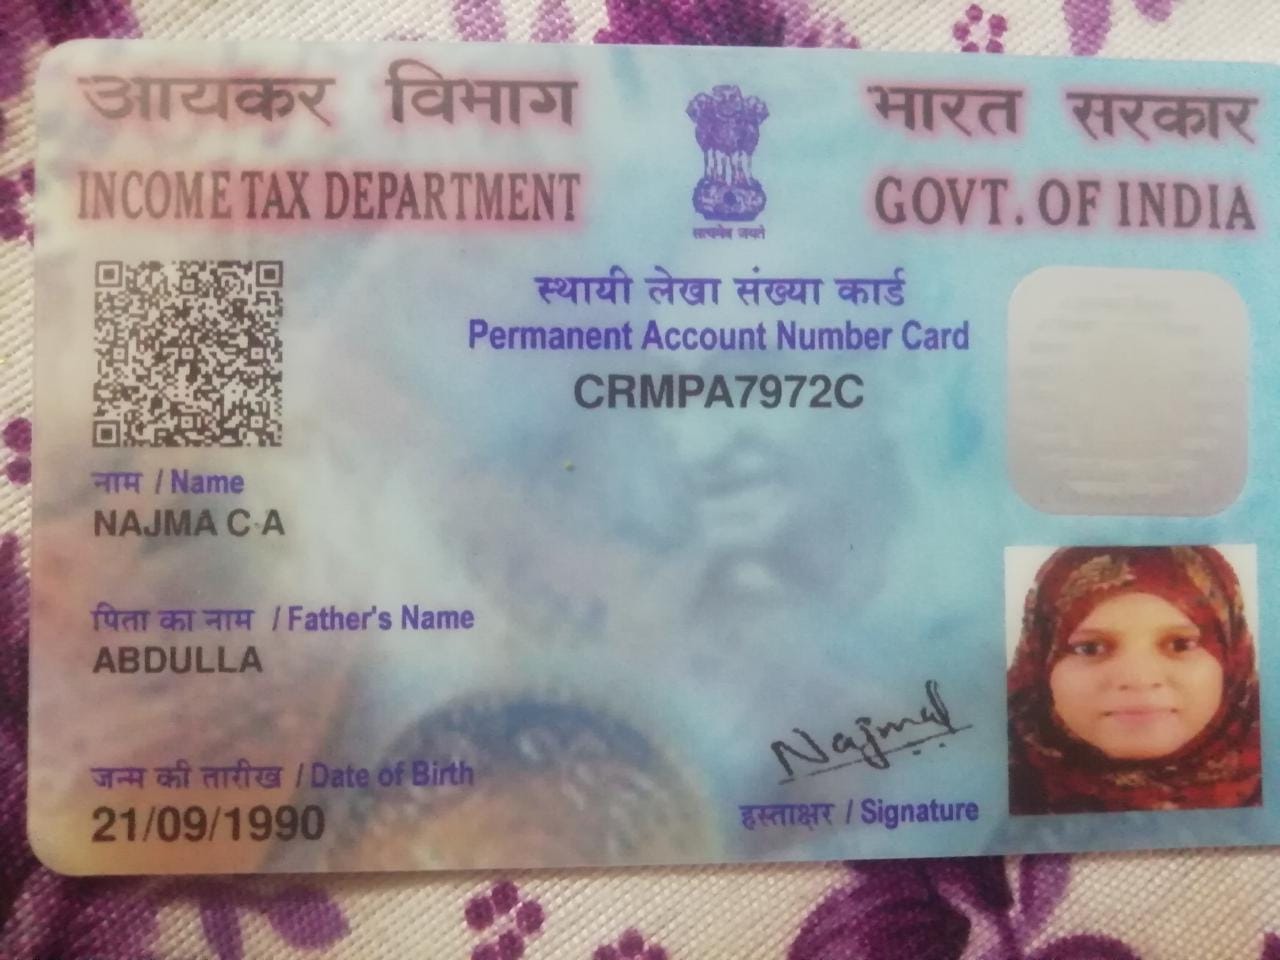 आयकर विभाग
INCOME TAX DEPARTMENT
सत्यमेव जयते
भारत सरकार
GOVT. OF INDIA
स्थायी लेखा संख्या कार्ड
Permanent Account Number Card
CRMPA7972C
नाम / Name
NAJMA C A
पिता का नाम / Father's Name
ABDULLA
जन्म की तारीख / Date of Birth
21/09/1990
Najma
हस्ताक्षर / Signature